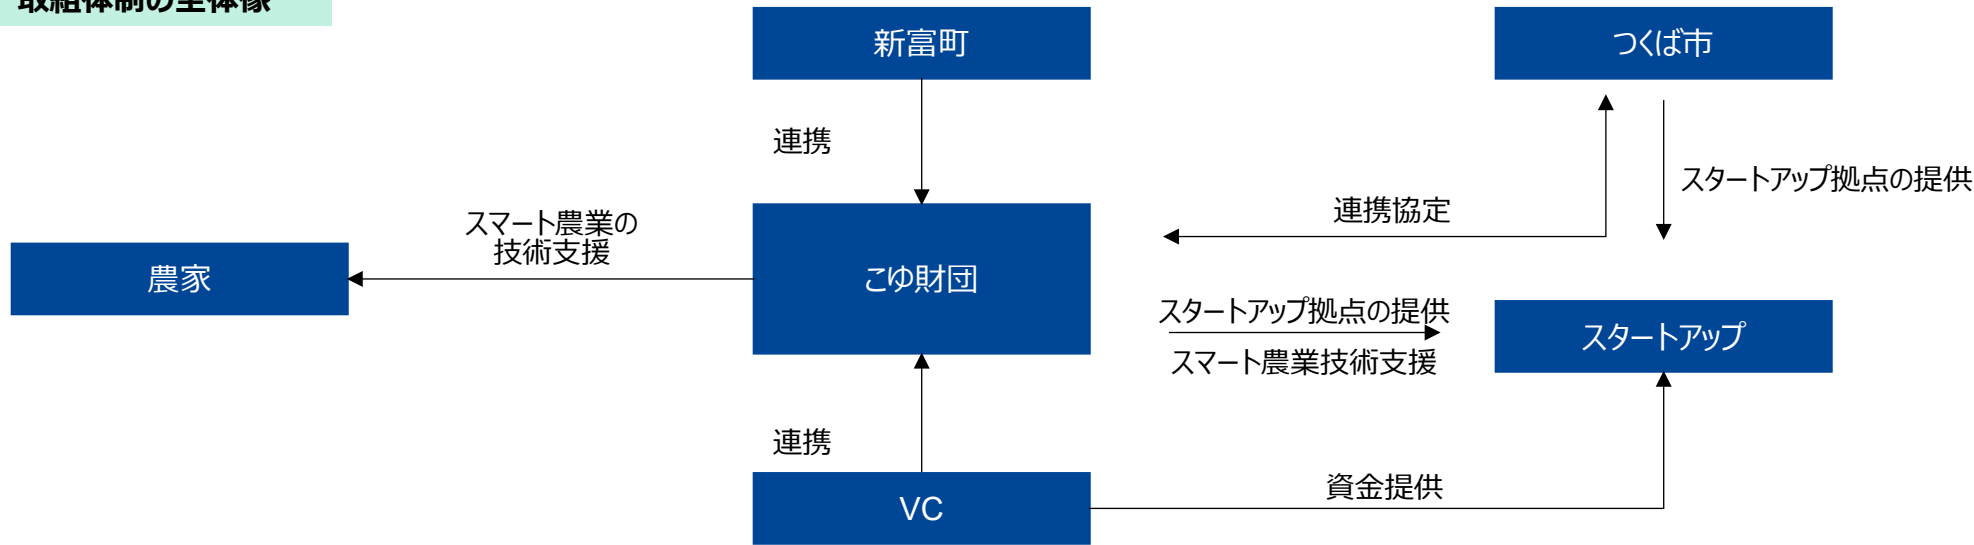 取組体制の全体像
新富町
つくば市
連携
スタートアップ拠点の提供
連携協定
スマート農業の
技術支援
農家
こゆ財団
スタートアップ拠点の提供
スマート農業技術支援
スタートアップ
連携
資金提供
VC